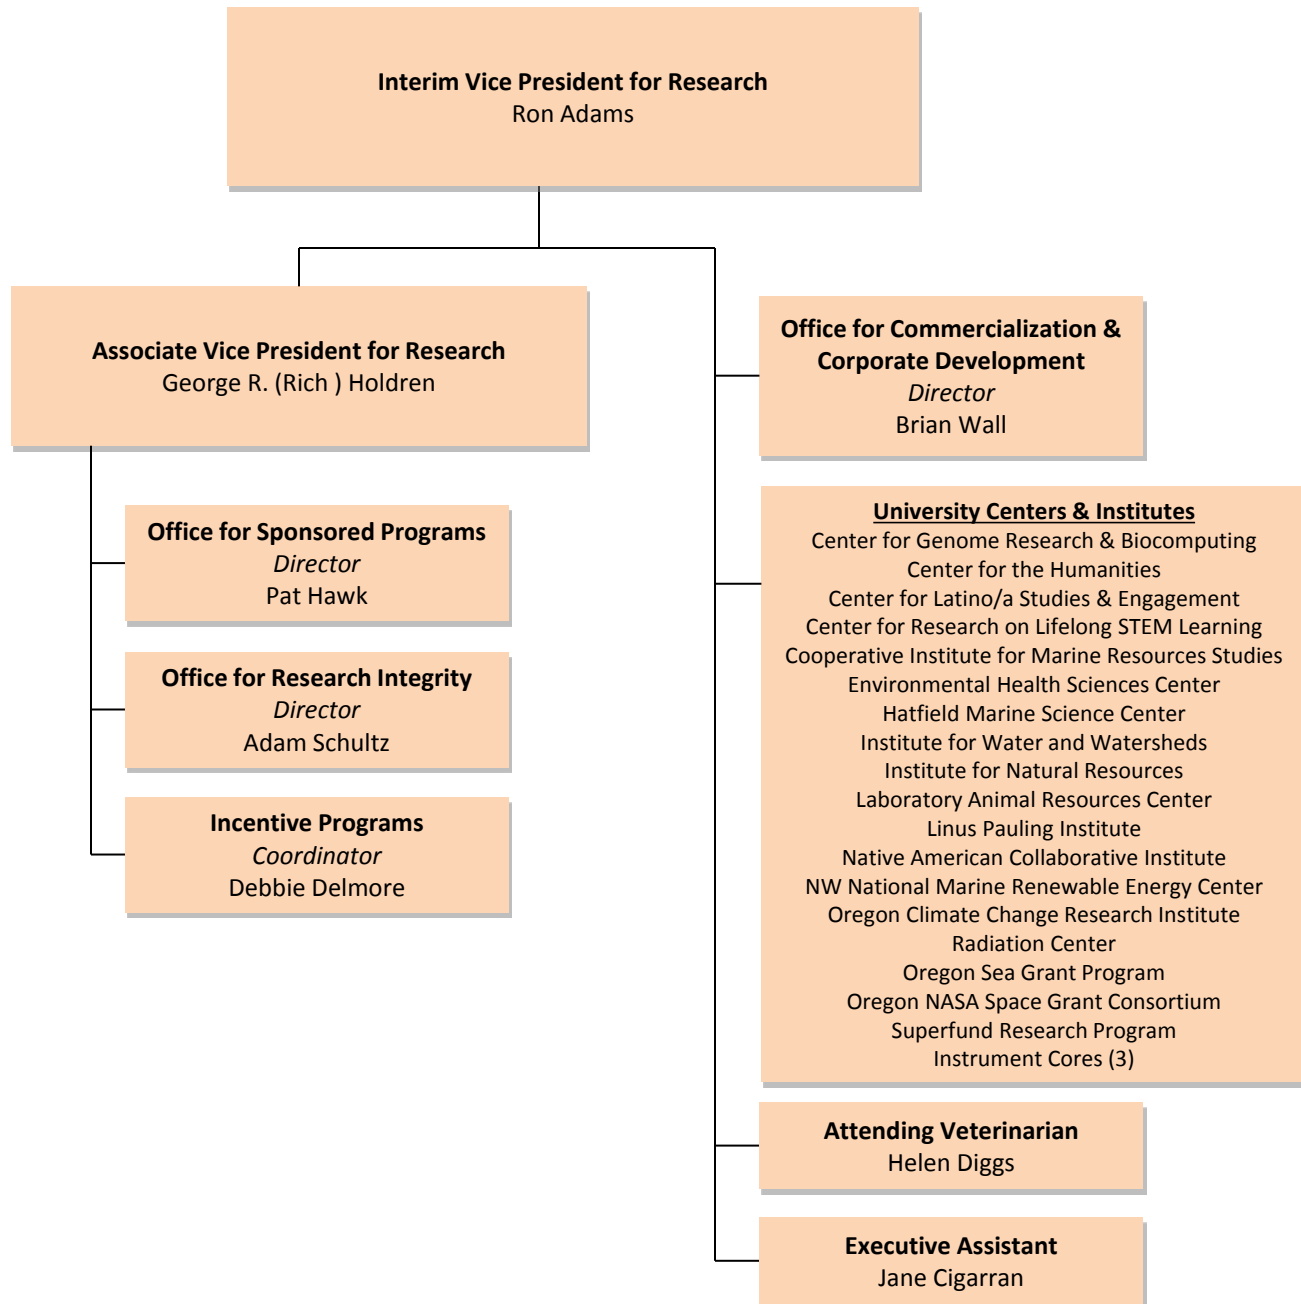 Interim Vice President for Research
Ron Adams
Associate Vice President for Research
George R. (Rich ) Holdren
Office for Sponsored Programs
Director
Pat Hawk
Office for Research Integrity
Director
Adam Schultz
Incentive Programs
Coordinator
Debbie Delmore
Office for Commercialization &
Corporate Development
Director
Brian Wall
University Centers & Institutes
Center for Genome Research & Biocomputing
Center for the Humanities
Center for Latino/a Studies & Engagement
Center for Research on Lifelong STEM Learning
Cooperative Institute for Marine Resources Studies
Environmental Health Sciences Center
Hatfield Marine Science Center
Institute for Water and Watersheds
Institute for Natural Resources
Laboratory Animal Resources Center
Linus Pauling Institute
Native American Collaborative Institute
NW National Marine Renewable Energy Center
Oregon Climate Change Research Institute
Radiation Center
Oregon Sea Grant Program
Oregon NASA Space Grant Consortium
Superfund Research Program
Instrument Cores (3)
Attending Veterinarian
Helen Diggs
Executive Assistant
Jane Cigarran